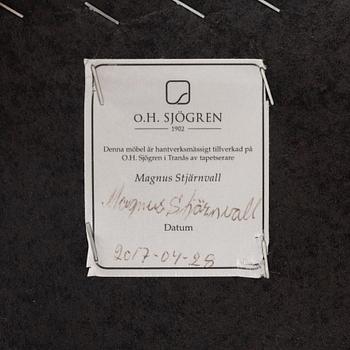 O.H. SJÖGREN
1902
Denna möbel är hantverksmässigt tillverkad på
O.H. Sjögren i Tranås av tapetserare
Magnus Stjärnvall
Magnus Stjärnvall
Datum
2017-04-28